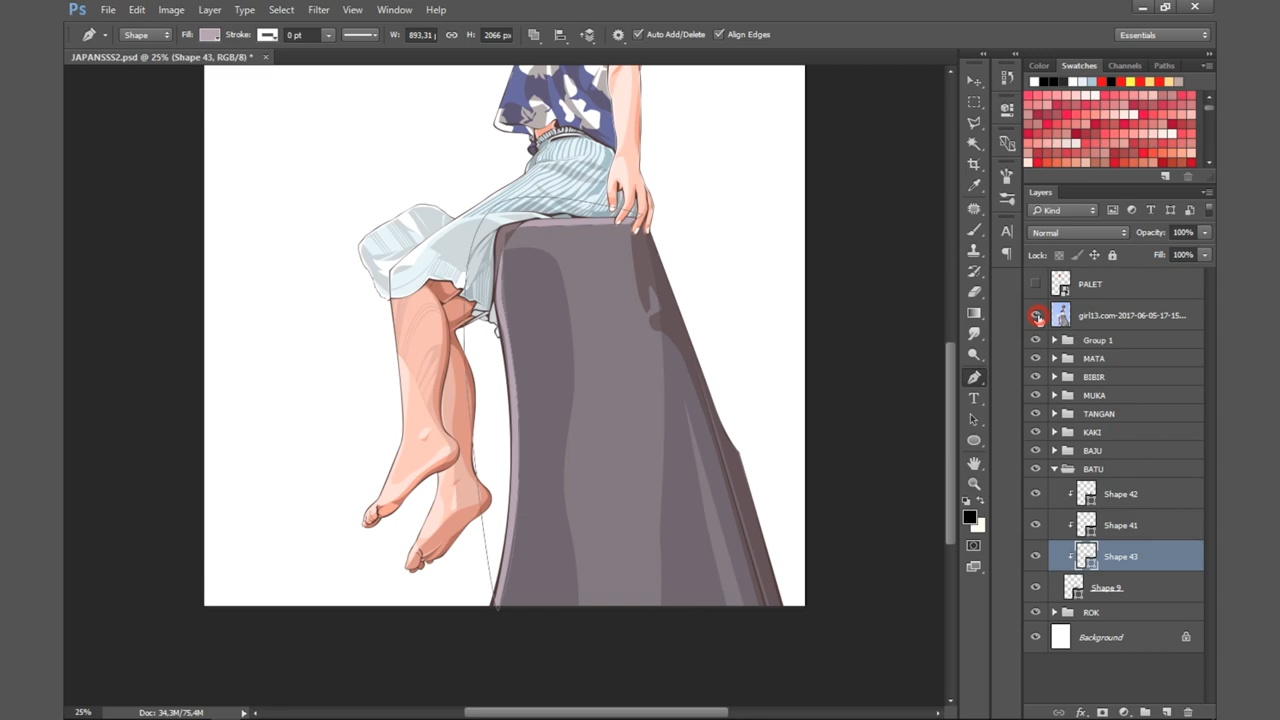 Ps File Edit Image Layer Type Select Filter View Window Help
Shape Fill: Stroke: 0 pt W: 893,31 H: 2066 px Auto Add/Delete Align Edges Essentials
JAPANSSS2.psd @ 25% (Shape 43, RGB/8) * ×
Color Swatches Channels Paths
Layers
Kind
Normal Opacity: 100%
Lock: Fill: 100%
PALET
girl13.com-2017-06-05-17-15...
Group 1
MATA
BIBIR
MUKA
TANGAN
KAKI
BAJU
BATU
Shape 42
Shape 41
Shape 43
Shape 9
ROK
Background
25% Doc: 34,3M/75,4M